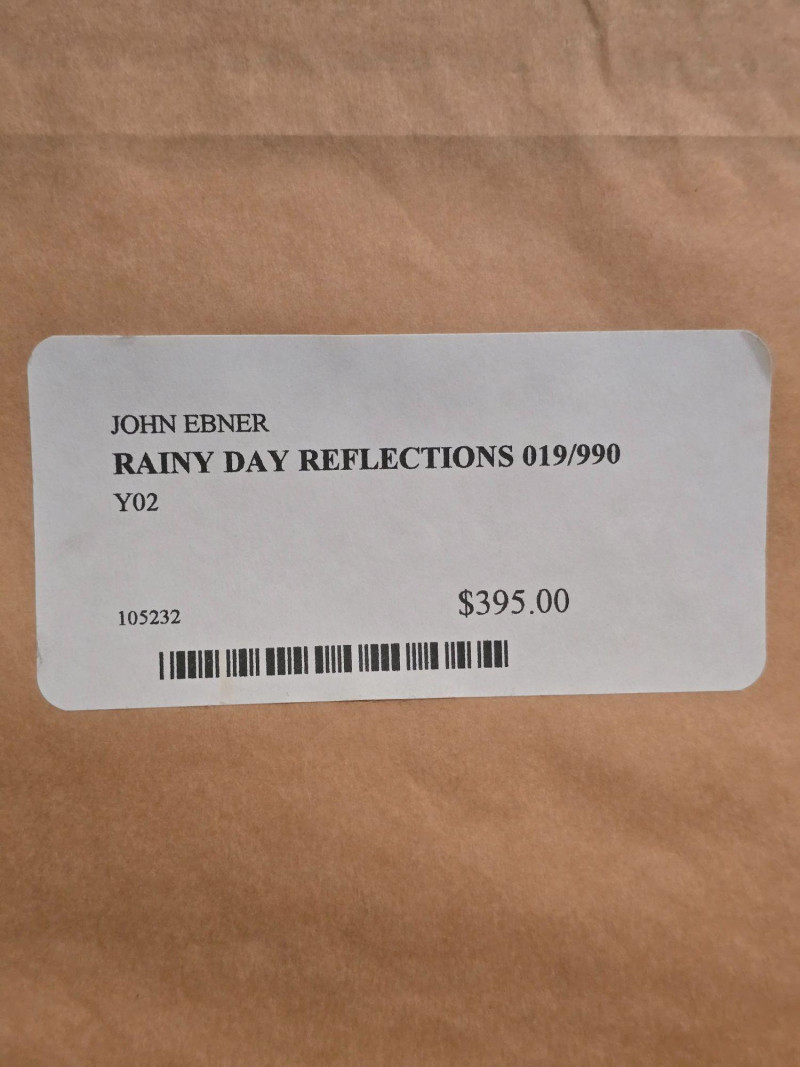 JOHN EBNER
RAINY DAY REFLECTIONS 019/990
Y02
105232
$395.00